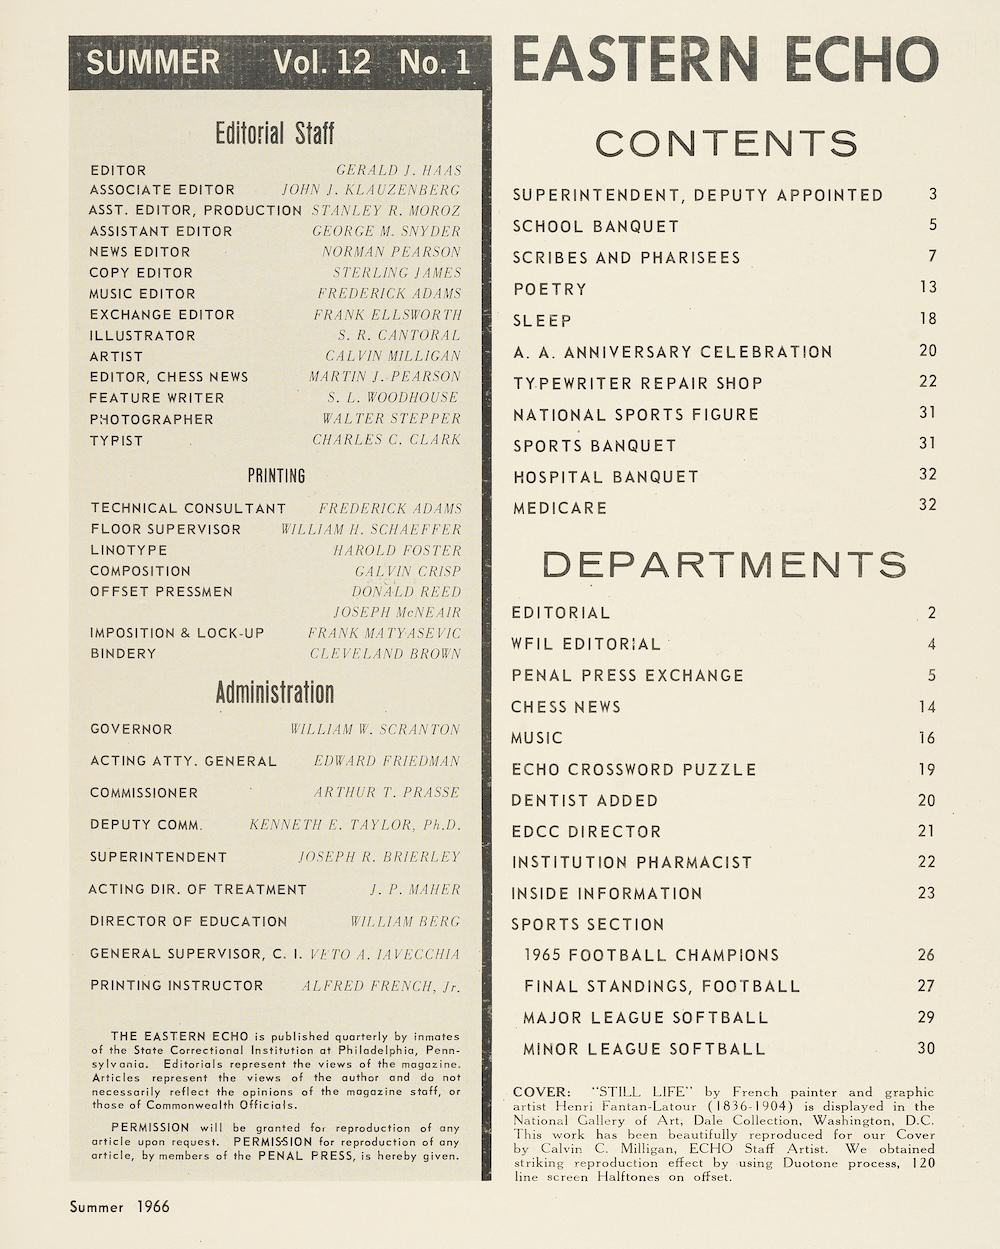 SUMMER Vol. 12 No. 1
Editorial Staff
EDITOR GERALD J. HAAS
ASSOCIATE EDITOR JOHN J. KLAUZENBERG
ASST. EDITOR, PRODUCTION STANLEY R. MOROZ
ASSISTANT EDITOR GEORGE M. SNYDER
NEWS EDITOR NORMAN PEARSON
COPY EDITOR STERLING JAMES
MUSIC EDITOR FREDERICK ADAMS
EXCHANGE EDITOR FRANK ELLSWORTH
ILLUSTRATOR S. R. CANTORAL
ARTIST CALVIN MILLIGAN
EDITOR, CHESS NEWS MARTIN J. PEARSON
FEATURE WRITER S. L. WOODHOUSE
PHOTOGRAPHER WALTER STEPPER
TYPIST CHARLES C. CLARK
PRINTING
TECHNICAL CONSULTANT FREDERICK ADAMS
FLOOR SUPERVISOR WILLIAM H. SCHAEFFER
LINOTYPE HAROLD FOSTER
COMPOSITION GALVIN CRISP
OFFSET PRESSMEN DONALD REED
JOSEPH McNEAIR
IMPOSITION & LOCK-UP FRANK MATYASEVIC
BINDERY CLEVELAND BROWN
Administration
GOVERNOR WILLIAM W. SCRANTON
ACTING ATTY. GENERAL EDWARD FRIEDMAN
COMMISSIONER ARTHUR T. PRASSE
DEPUTY COMM. KENNETH E. TAYLOR, Ph.D.
SUPERINTENDENT JOSEPH R. BRIERLEY
ACTING DIR. OF TREATMENT J. P. MAHER
DIRECTOR OF EDUCATION WILLIAM BERG
GENERAL SUPERVISOR, C. I. VETO A. IAVECCHIA
PRINTING INSTRUCTOR ALFRED FRENCH, Jr.
THE EASTERN ECHO is published quarterly by inmates
of the State Correctional Institution at Philadelphia, Penn-
sylvania. Editorials represent the views of the magazine.
Articles represent the views of the author and do not
necessarily reflect the opinions of the magazine staff, or
those of Commonwealth Officials.
PERMISSION will be granted for reproduction of any
article upon request. PERMISSION for reproduction of any
article, by members of the PENAL PRESS, is hereby given.
Summer 1966
EASTERN ECHO
CONTENTS
SUPERINTENDENT, DEPUTY APPOINTED 3
SCHOOL BANQUET 5
SCRIBES AND PHARISEES 7
POETRY 13
SLEEP 18
A. A. ANNIVERSARY CELEBRATION 20
TYPEWRITER REPAIR SHOP 22
NATIONAL SPORTS FIGURE 31
SPORTS BANQUET 31
HOSPITAL BANQUET 32
MEDICARE 32
DEPARTMENTS
EDITORIAL 2
WFIL EDITORIAL 4
PENAL PRESS EXCHANGE 5
CHESS NEWS 14
MUSIC 16
ECHO CROSSWORD PUZZLE 19
DENTIST ADDED 20
EDCC DIRECTOR 21
INSTITUTION PHARMACIST 22
INSIDE INFORMATION 23
SPORTS SECTION
1965 FOOTBALL CHAMPIONS 26
FINAL STANDINGS, FOOTBALL 27
MAJOR LEAGUE SOFTBALL 29
MINOR LEAGUE SOFTBALL 30
COVER: "STILL LIFE" by French painter and graphic
artist Henri Fantan-Latour (1836-1904) is displayed in the
National Gallery of Art, Dale Collection, Washington, D.C.
This work has been beautifully reproduced for our Cover
by Calvin C. Milligan, ECHO Staff Artist. We obtained
striking reproduction effect by using Duotone process, 120
line screen Halftones on offset.